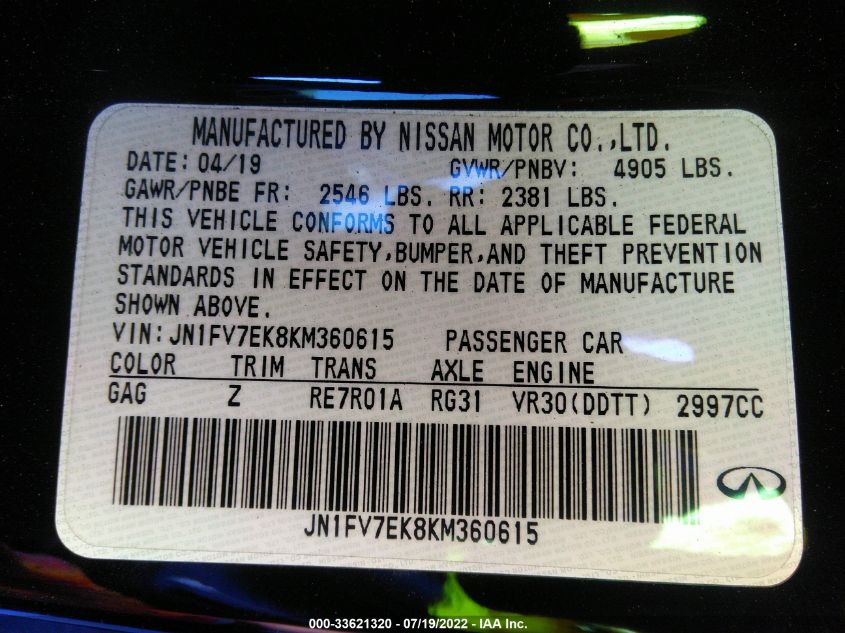 MANUFACTURED BY NISSAN MOTOR CO.,LTD.
DATE: 04/19 GVWR/PNBV: 4905 LBS.
GAWR/PNBE FR: 2546 LBS. RR: 2381 LBS.
THIS VEHICLE CONFORMS TO ALL APPLICABLE FEDERAL
MOTOR VEHICLE SAFETY,BUMPER,AND THEFT PREVENTION
STANDARDS IN EFFECT ON THE DATE OF MANUFACTURE
SHOWN ABOVE.
VIN: JN1FV7EK8KM360615 PASSENGER CAR
COLOR TRIM TRANS AXLE ENGINE
GAG Z RE7R01A RG31 VR30(DDTT) 2997CC
JN1FV7EK8KM360615
000-33621320 - 07/19/2022 - IAA Inc.